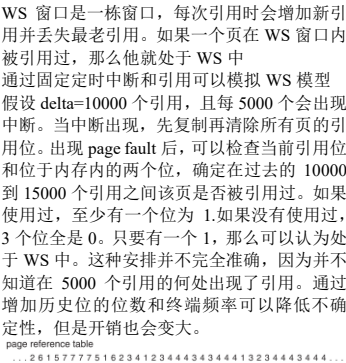 WS 窗口是一栋窗口，每次引用时会增加新引
用并丢失最老引用。如果一个页在 WS 窗口内
被引用过，那么他就处于 WS 中
通过固定定时中断和引用可以模拟 WS 模型
假设 delta=10000 个引用，且每 5000 个会出现
中断。当中断出现，先复制再清除所有页的引
用位。出现 page fault 后，可以检查当前引用位
和位于内存内的两个位，确定在过去的 10000
到 15000 个引用之间该页是否被引用过。如果
使用过，至少有一个位为 1.如果没有使用过，
3 个位全是 0。只要有一个 1，那么可以认为处
于 WS 中。这种安排并不完全准确，因为并不
知道在 5000 个引用的何处出现了引用。通过
增加历史位的位数和终端频率可以降低不确
定性，但是开销也会变大。
page reference table
. . . 2 6 1 5 7 7 7 7 5 1 6 2 3 4 1 2 3 4 4 4 3 4 3 4 4 4 1 3 2 3 4 4 4 3 4 4 4 . . .